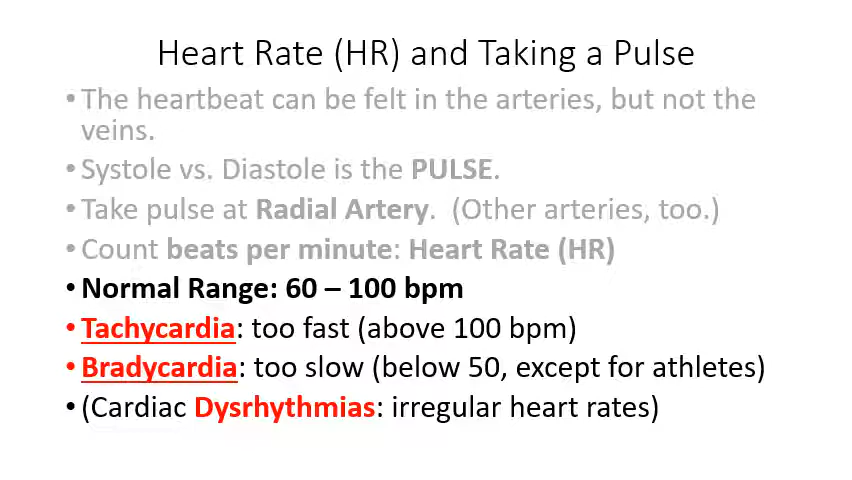 Heart Rate (HR) and Taking a Pulse
• The heartbeat can be felt in the arteries, but not the
veins.
• Systole vs. Diastole is the PULSE.
• Take pulse at Radial Artery. (Other arteries, too.)
• Count beats per minute: Heart Rate (HR)
• Normal Range: 60 – 100 bpm
• Tachycardia: too fast (above 100 bpm)
• Bradycardia: too slow (below 50, except for athletes)
• (Cardiac Dysrhythmias: irregular heart rates)